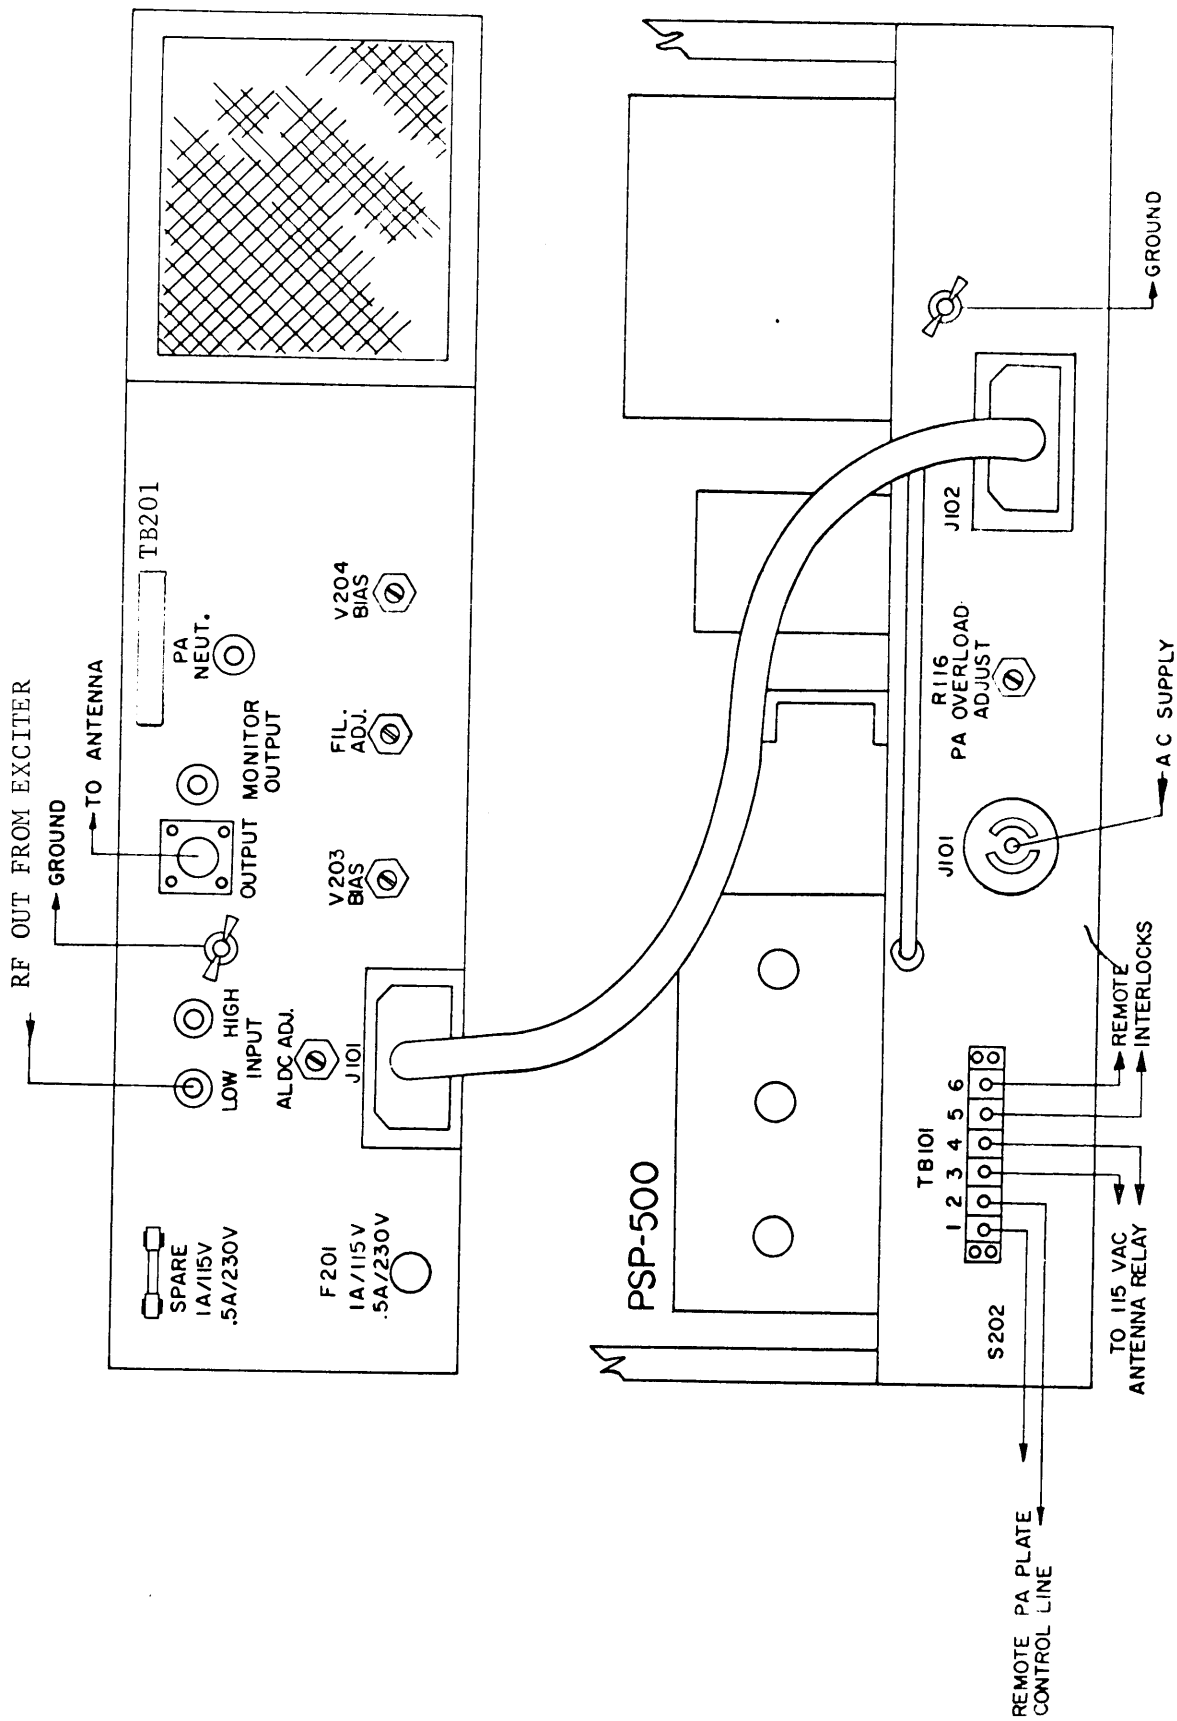 RF OUT FROM EXCITER
GROUND
TO ANTENNA
SPARE
1A/115V
.5A/230V
F201
1A/115V
.5A/230V
LOW HIGH
INPUT
ALDC ADJ.
J101
OUTPUT
MONITOR
OUTPUT
PA
NEUT.
TB201
V203
BIAS
FIL.
ADJ.
V204
BIAS
PSP-500
S202
TB101
1 2 3 4 5 6
J101
R116
PA OVERLOAD
ADJUST
J102
REMOTE PA PLATE
CONTROL LINE
TO 115 VAC
ANTENNA RELAY
REMOTE
INTERLOCKS
AC SUPPLY
GROUND